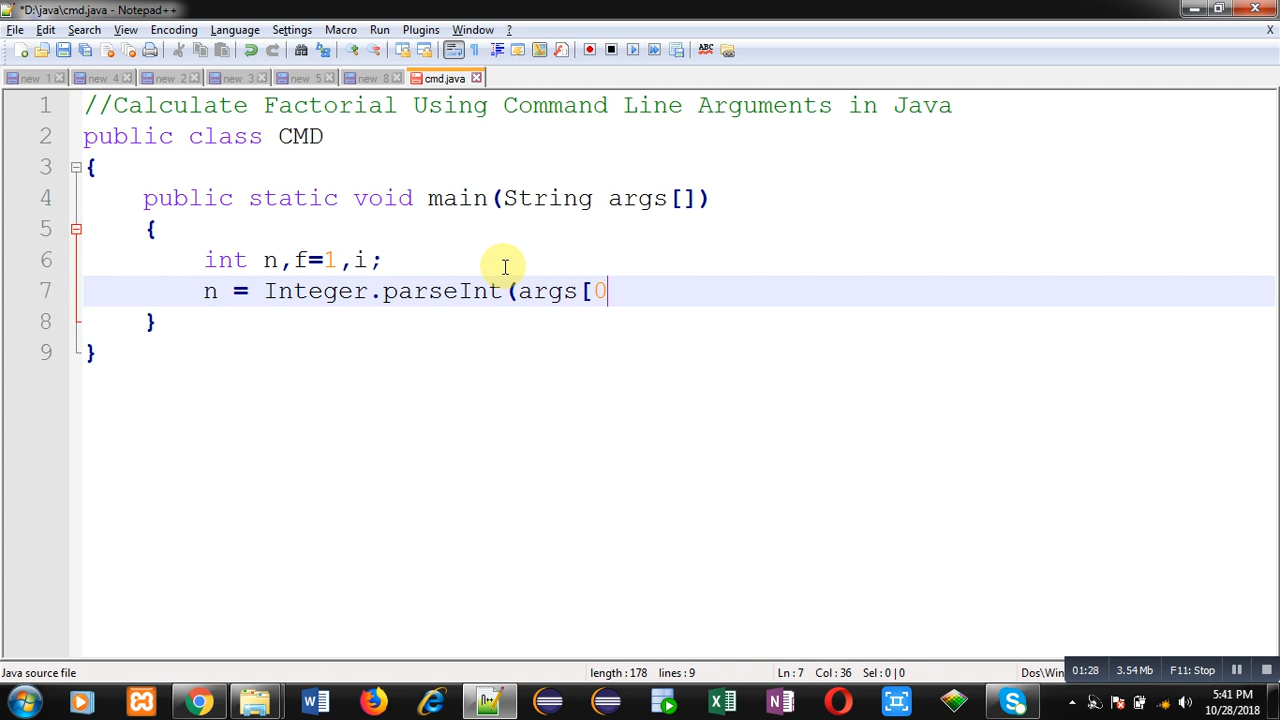 *D:\java\cmd.java - Notepad++
File Edit Search View Encoding Language Settings Macro Run Plugins Window ? X
new 1 new 4 new 2 new 3 new 5 new 8 cmd.java
1 //Calculate Factorial Using Command Line Arguments in Java
2 public class CMD
3 {
4 public static void main(String args[])
5 {
6 int n,f=1,i;
7 n = Integer.parseInt(args[0
8 }
9 }
Java source file length : 178 lines : 9 Ln : 7 Col : 36 Sel : 0 | 0 Dos\Win 01:28 3.54 Mb F11: Stop
5:41 PM
10/28/2018